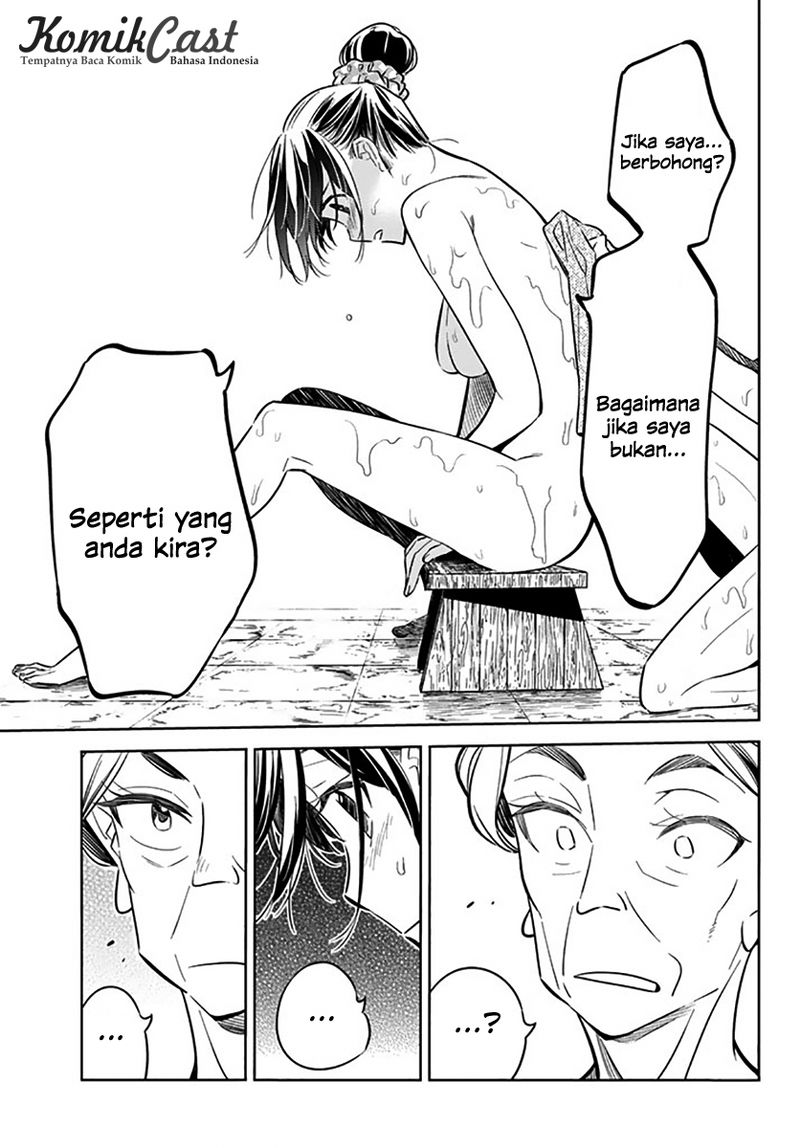 KomikCast
Tempatnya Baca Komik Bahasa Indonesia
Jika saya...
berbohong?
Bagaimana
jika saya
bukan...
Seperti yang
anda kira?
...?
...
...